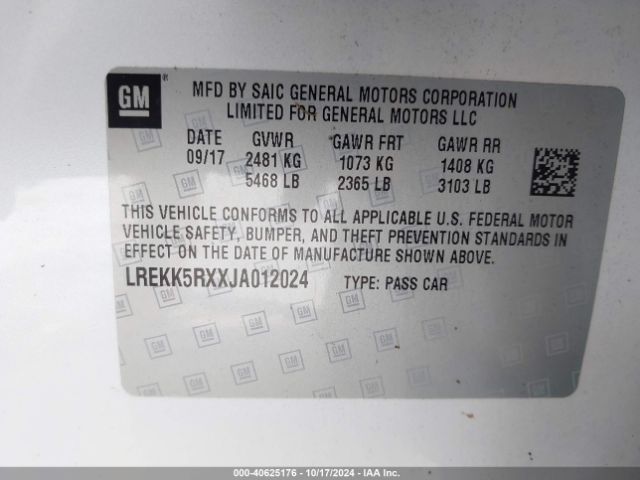 GM ®
MFD BY SAIC GENERAL MOTORS CORPORATION
LIMITED FOR GENERAL MOTORS LLC
DATE GVWR GAWR FRT GAWR RR
09/17 2481 KG 1073 KG 1408 KG
5468 LB 2365 LB 3103 LB
THIS VEHICLE CONFORMS TO ALL APPLICABLE U.S. FEDERAL MOTOR
VEHICLE SAFETY, BUMPER, AND THEFT PREVENTION STANDARDS IN
EFFECT ON THE DATE OF MANUFACTURE SHOWN ABOVE.
LREKK5RXXJA012024 TYPE: PASS CAR
000-40625176 | 10/17/2024 | IAAI.com